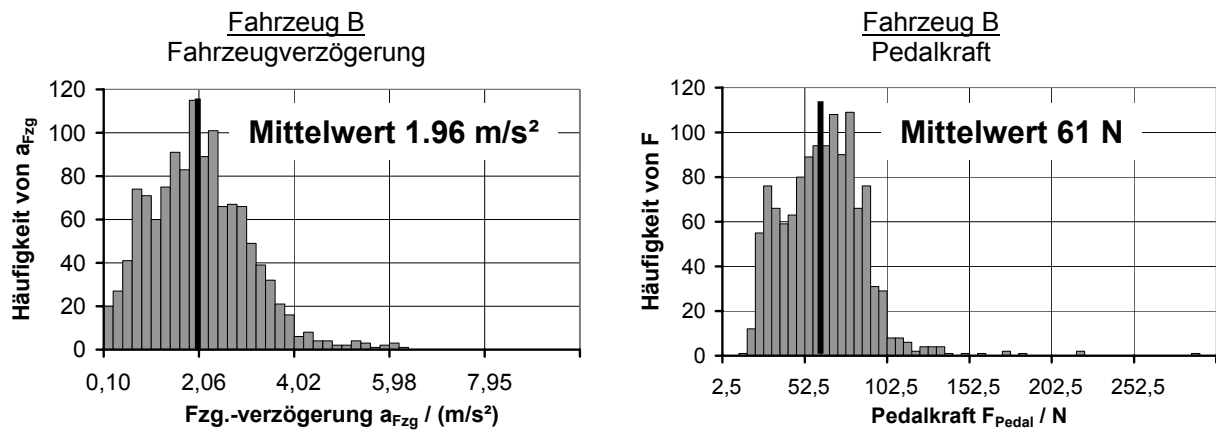 Fahrzeug B
Fahrzeugverzögerung
120
100
80
60
40
20
0
Häufigkeit von aFzg
Mittelwert 1.96 m/s²
0,10 2,06 4,02 5,98 7,95
Fzg.-verzögerung aFzg / (m/s²)
Fahrzeug B
Pedalkraft
120
100
80
60
40
20
0
Häufigkeit von F
Mittelwert 61 N
2,5 52,5 102,5 152,5 202,5 252,5
Pedalkraft FPedal / N